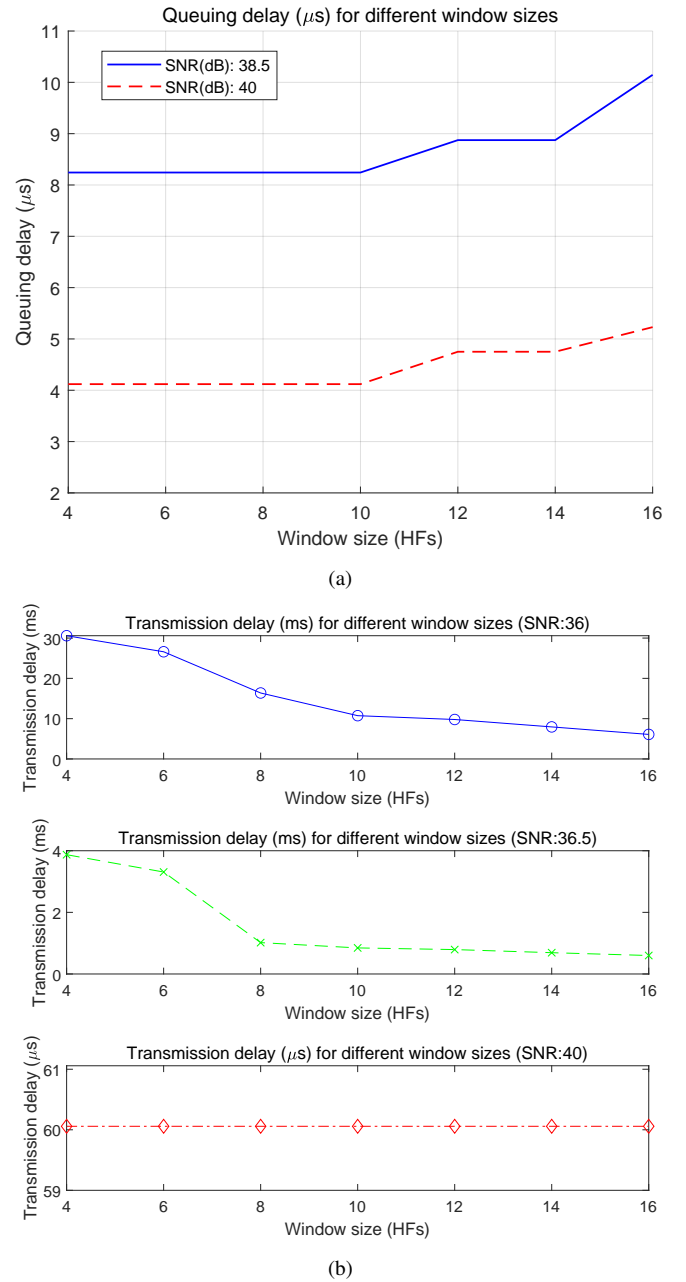 Queuing delay (μs) for different window sizes
11
10
9
8
7
6
5
4
3
2
Queuing delay (μs)
SNR(dB): 38.5
SNR(dB): 40
4 6 8 10 12 14 16
Window size (HFs)
(a)
Transmission delay (ms) for different window sizes (SNR:36)
30
20
10
0
Transmission delay (ms)
4 6 8 10 12 14 16
Window size (HFs)
Transmission delay (ms) for different window sizes (SNR:36.5)
4
2
0
Transmission delay (ms)
4 6 8 10 12 14 16
Window size (HFs)
Transmission delay (μs) for different window sizes (SNR:40)
61
60
59
Transmission delay (μs)
4 6 8 10 12 14 16
Window size (HFs)
(b)